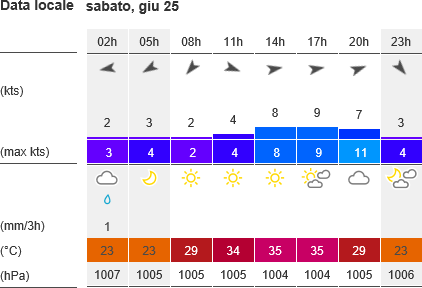 Data locale sabato, giu 25
02h 05h 08h 11h 14h 17h 20h 23h
(kts)
2 3 2 4 8 9 7 3
(max kts) 3 4 2 4 8 9 11 4
(mm/3h) 1
(°C) 23 23 29 34 35 35 29 23
(hPa) 1007 1005 1005 1005 1004 1004 1005 1006